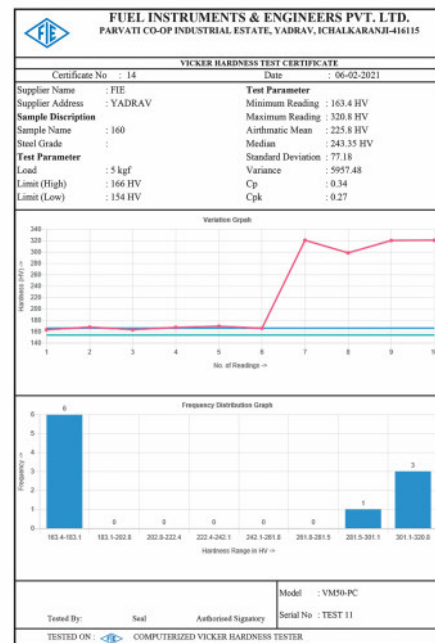 FIE
FUEL INSTRUMENTS & ENGINEERS PVT. LTD.
PARVATI CO-OP INDUSTRIAL ESTATE, YADRAV, ICHALKARANJI-416115
VICKER HARDNESS TEST CERTIFICATE
Certificate No : 14 Date : 06-02-2021
Supplier Name : FIE Test Parameter
Supplier Address : YADRAV Minimum Reading : 163.4 HV
Sample Discription Maximum Reading : 320.8 HV
Sample Name : 160 Airthmatic Mean : 225.8 HV
Steel Grade : Median : 243.35 HV
Test Parameter Standard Deviation : 77.18
Load : 5 kgf Variance : 5957.48
Limit (High) : 166 HV Cp : 0.34
Limit (Low) : 154 HV Cpk : 0.27
Variation Grpah
Hardness (HV) ->
340
320
300
280
260
240
220
200
180
160
140
1 2 3 4 5 6 7 8 9
No. of Readings ->
Frequency Distribution Graph
Frequency ->
6
5
4
3
2
1
0
6 0 0 0 0 0 1 3
163.4-183.1 183.1-202.8 202.8-222.4 222.4-242.1 242.1-261.8 261.8-281.5 281.5-301.1 301.1-320.8
Hardness Range in HV ->
Model : VM50-PC
Serial No : TEST 11
Tested By: Seal Authorised Signatory
TESTED ON : FIE COMPUTERIZED VICKER HARDNESS TESTER